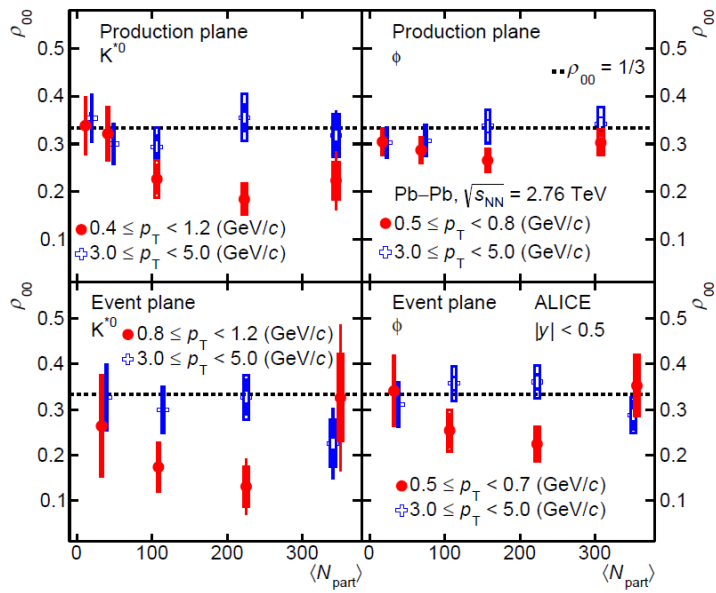 ρ00
0.5
0.4
0.3
0.2
0.1
Production plane
K*0
0.4 ≤ pT < 1.2 (GeV/c)
3.0 ≤ pT < 5.0 (GeV/c)
Production plane
ϕ
ρ00 = 1/3
Pb–Pb, √sNN = 2.76 TeV
0.5 ≤ pT < 0.8 (GeV/c)
3.0 ≤ pT < 5.0 (GeV/c)
ρ00
0.5
0.4
0.3
0.2
0.1
ρ00
0.5
0.4
0.3
0.2
0.1
Event plane
K*0
0.8 ≤ pT < 1.2 (GeV/c)
3.0 ≤ pT < 5.0 (GeV/c)
Event plane
ϕ
ALICE
|y| < 0.5
0.5 ≤ pT < 0.7 (GeV/c)
3.0 ≤ pT < 5.0 (GeV/c)
ρ00
0.5
0.4
0.3
0.2
0.1
0 100 200 300
⟨Npart⟩
0 100 200 300
⟨Npart⟩